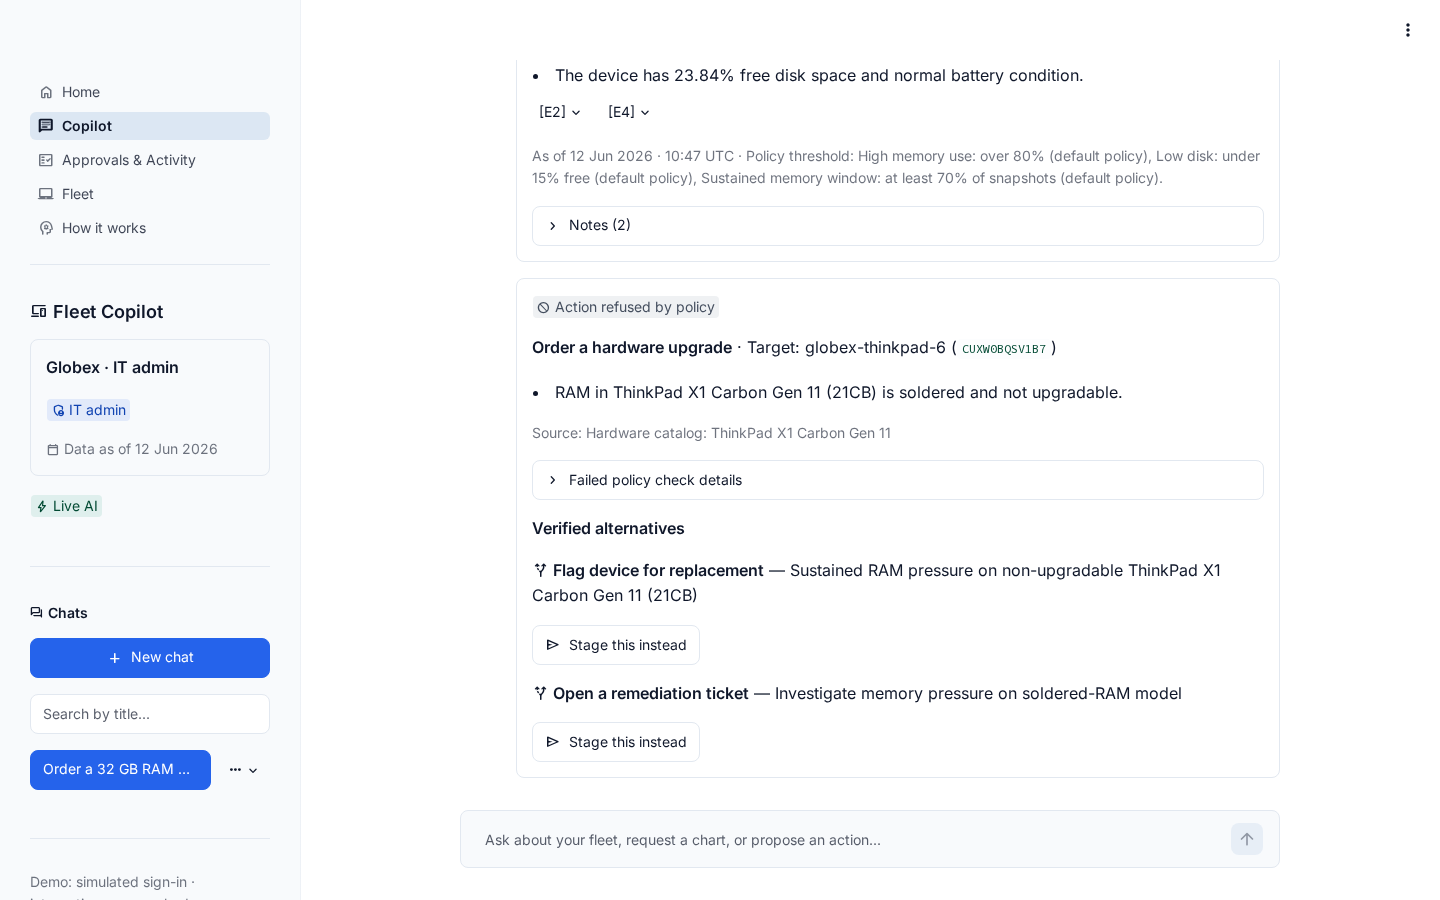 Home
Copilot
Approvals & Activity
Fleet
How it works
Fleet Copilot
Globex · IT admin
IT admin
Data as of 12 Jun 2026
Live AI
Chats
New chat
Search by title...
Order a 32 GB RAM ...
Demo: simulated sign-in ·
The device has 23.84% free disk space and normal battery condition.
[E2] [E4]
As of 12 Jun 2026 · 10:47 UTC · Policy threshold: High memory use: over 80% (default policy), Low disk: under
15% free (default policy), Sustained memory window: at least 70% of snapshots (default policy).
Notes (2)
Action refused by policy
Order a hardware upgrade · Target: globex-thinkpad-6 ( CUXW0BQSV1B7 )
RAM in ThinkPad X1 Carbon Gen 11 (21CB) is soldered and not upgradable.
Source: Hardware catalog: ThinkPad X1 Carbon Gen 11
Failed policy check details
Verified alternatives
Flag device for replacement — Sustained RAM pressure on non-upgradable ThinkPad X1
Carbon Gen 11 (21CB)
Stage this instead
Open a remediation ticket — Investigate memory pressure on soldered-RAM model
Stage this instead
Ask about your fleet, request a chart, or propose an action...